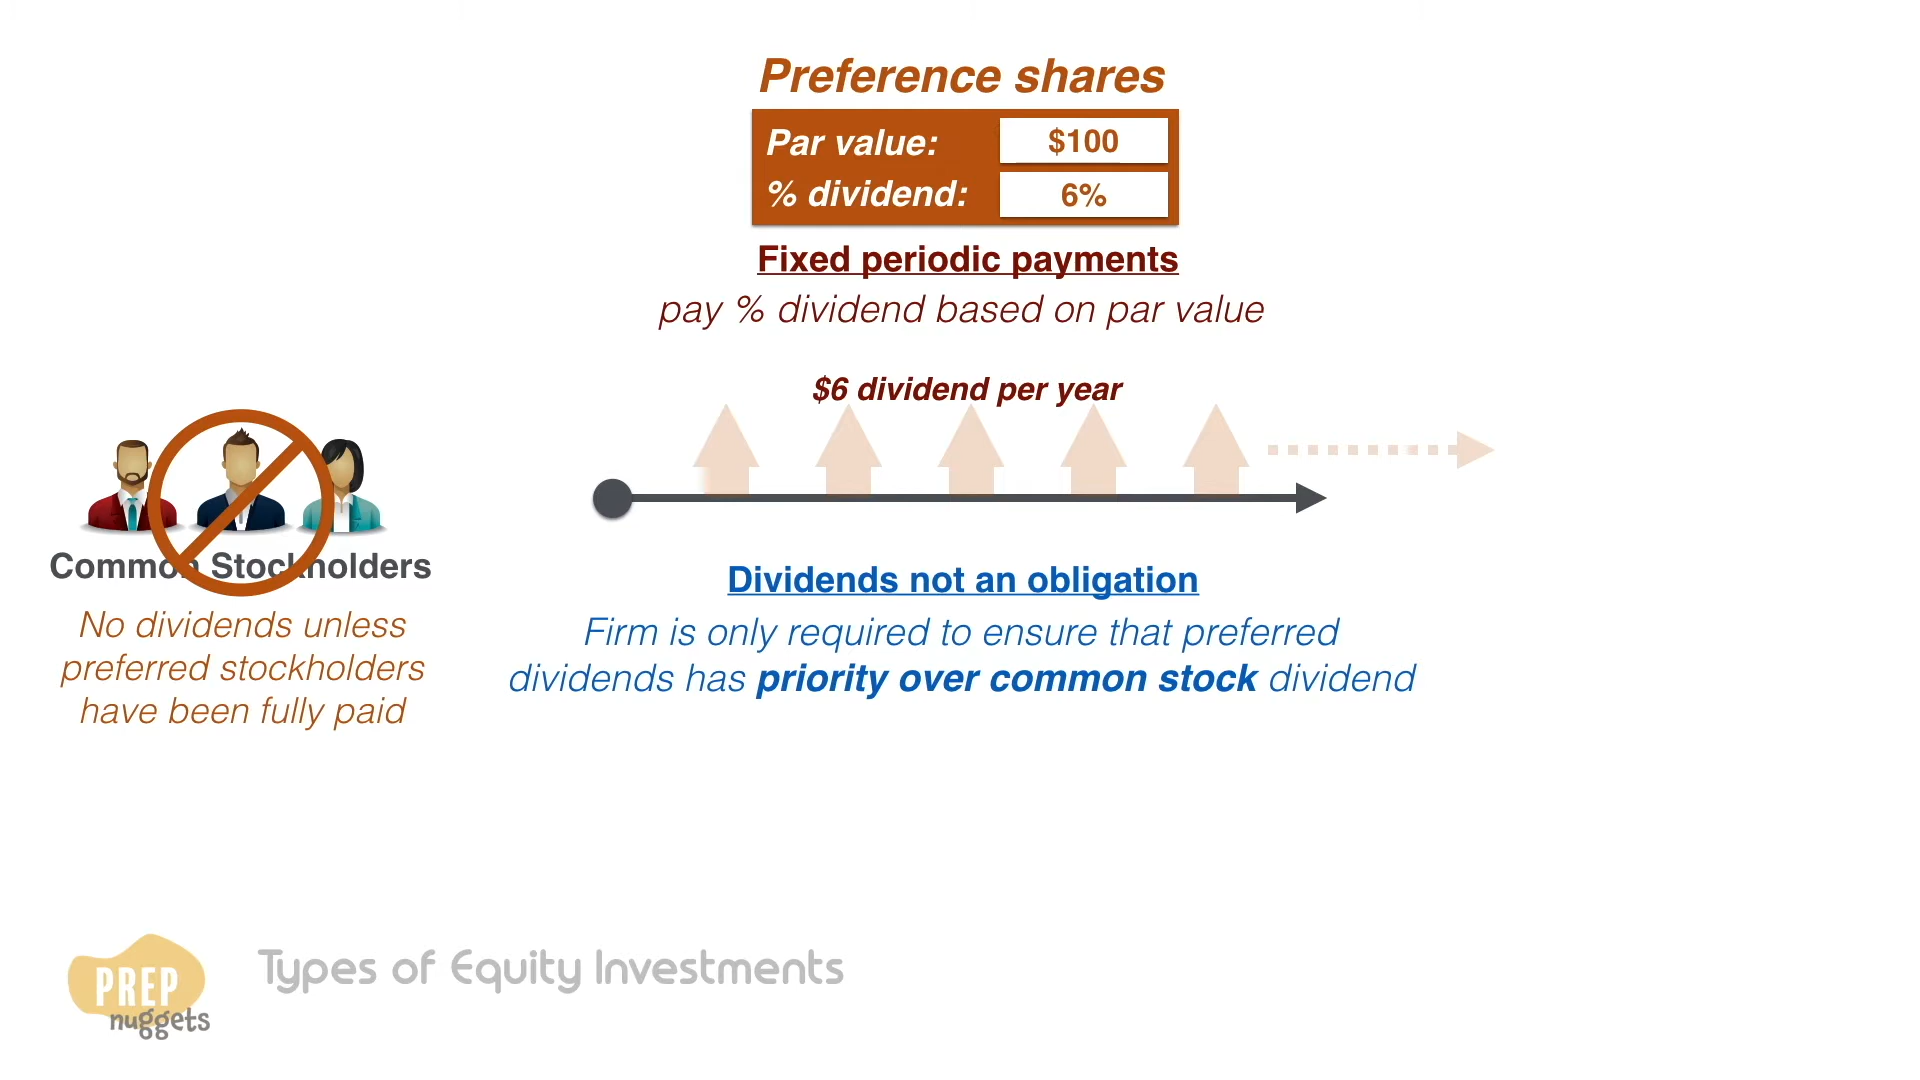 Preference shares
Par value: $100
% dividend: 6%
Fixed periodic payments
pay % dividend based on par value
$6 dividend per year
Common Stockholders
No dividends unless
preferred stockholders
have been fully paid
Dividends not an obligation
Firm is only required to ensure that preferred
dividends has priority over common stock dividend
PREP
nuggets
Types of Equity Investments